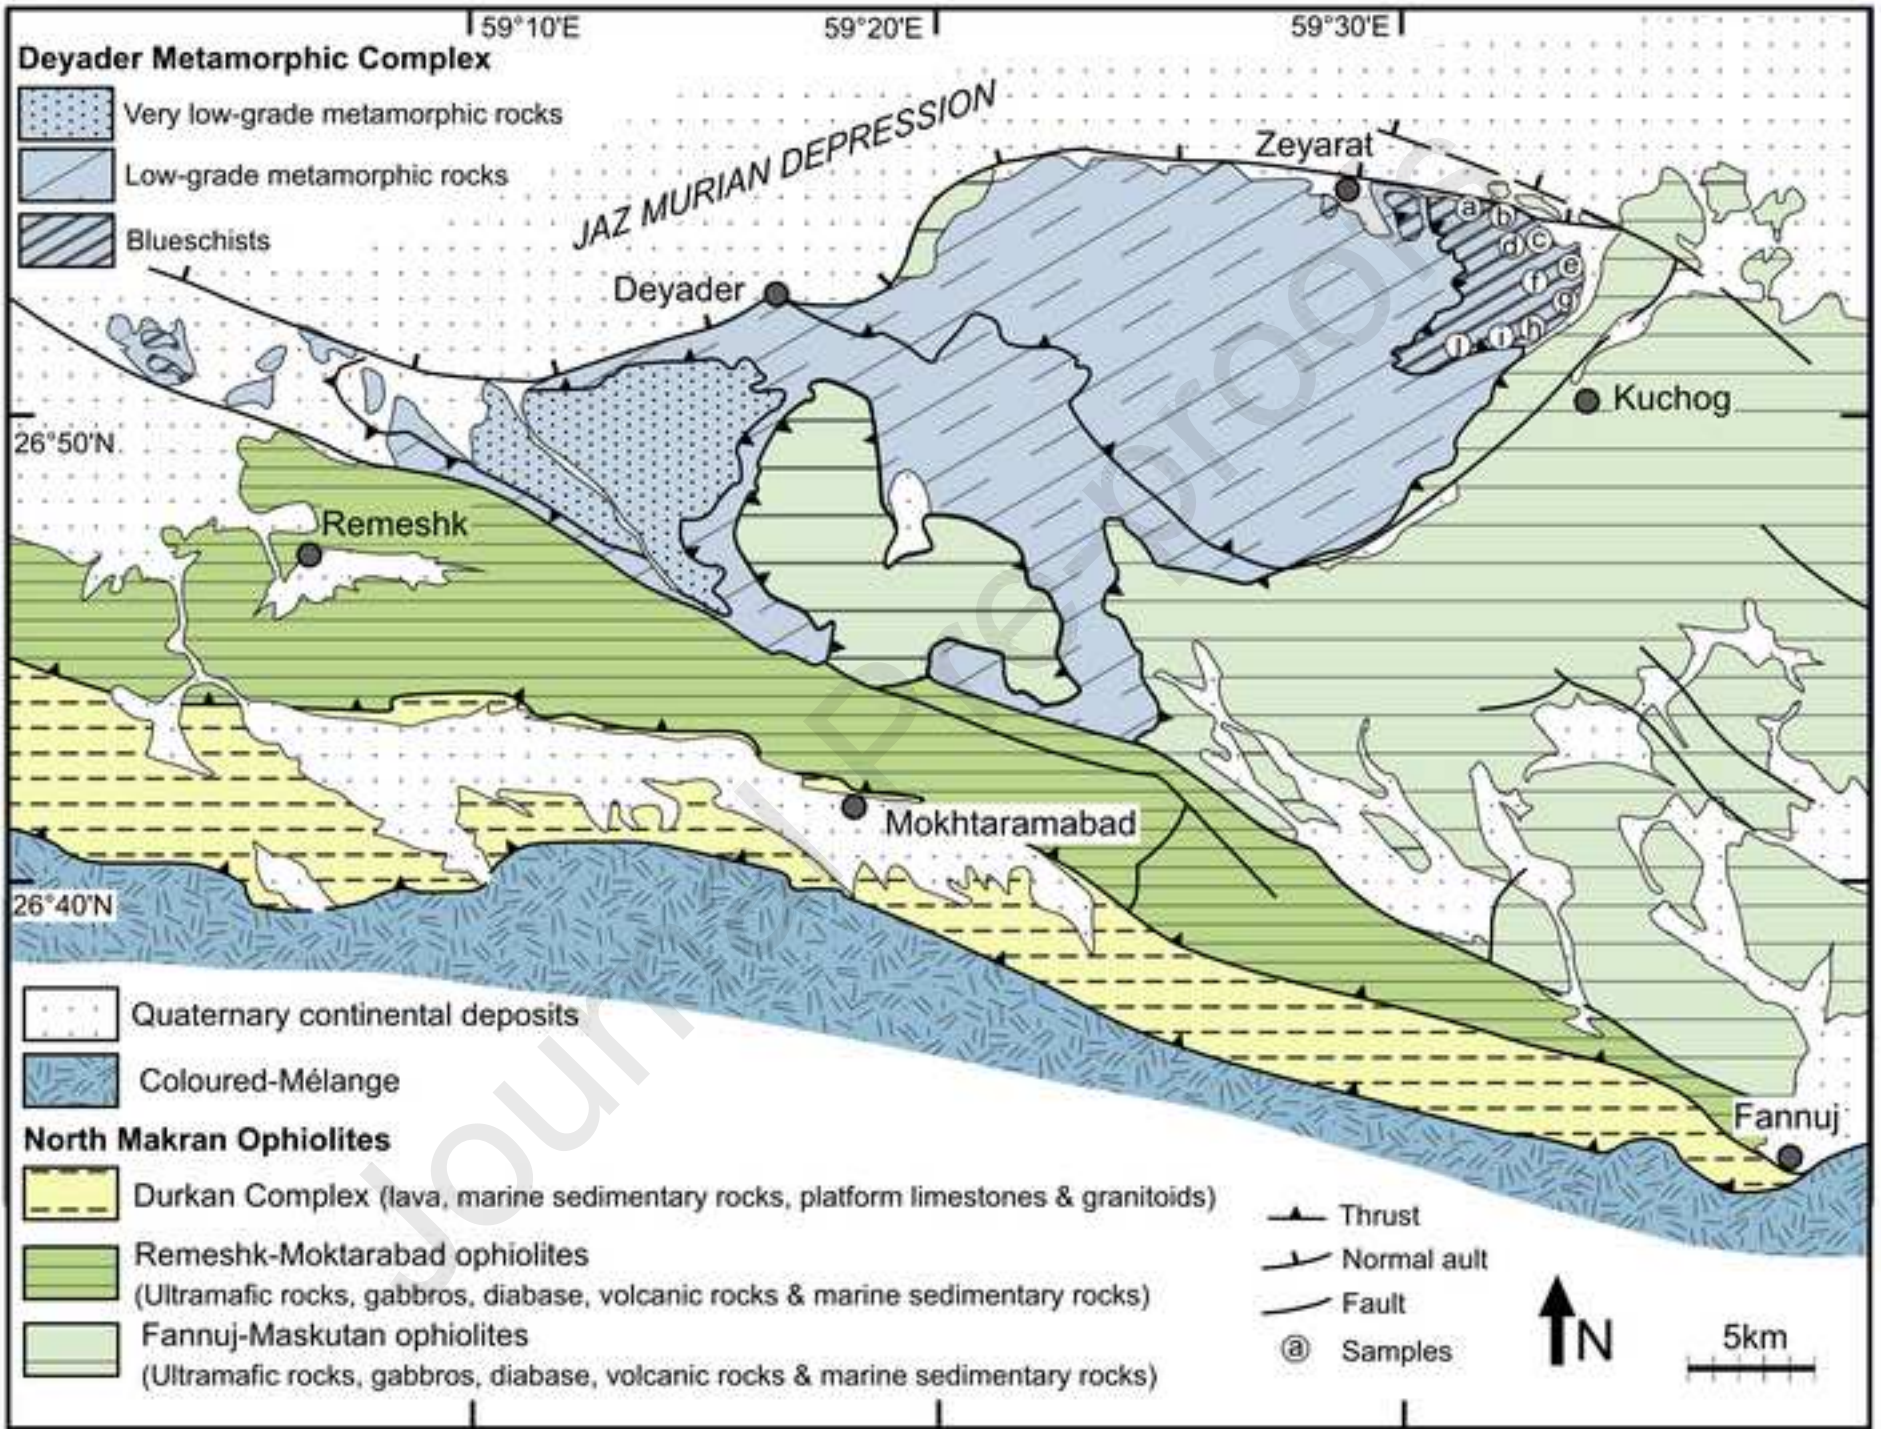 59°10'E
59°20'E
59°30'E
Deyader Metamorphic Complex
Very low-grade metamorphic rocks
Low-grade metamorphic rocks
Blueschists
JAZ MURIAN DEPRESSION
Zeyarat
a
b
c
d
e
f
g
h
i
j
Deyader
Kuchog
26°50'N
Remeshk
Mokhtaramabad
26°40'N
Fannuj
Quaternary continental deposits
Coloured-Mélange
North Makran Ophiolites
Durkan Complex (lava, marine sedimentary rocks, platform limestones & granitoids)
Remeshk-Moktarabad ophiolites
(Ultramafic rocks, gabbros, diabase, volcanic rocks & marine sedimentary rocks)
Fannuj-Maskutan ophiolites
(Ultramafic rocks, gabbros, diabase, volcanic rocks & marine sedimentary rocks)
Thrust
Normal ault
Fault
a Samples
N
5km
Journal Pre-proofs